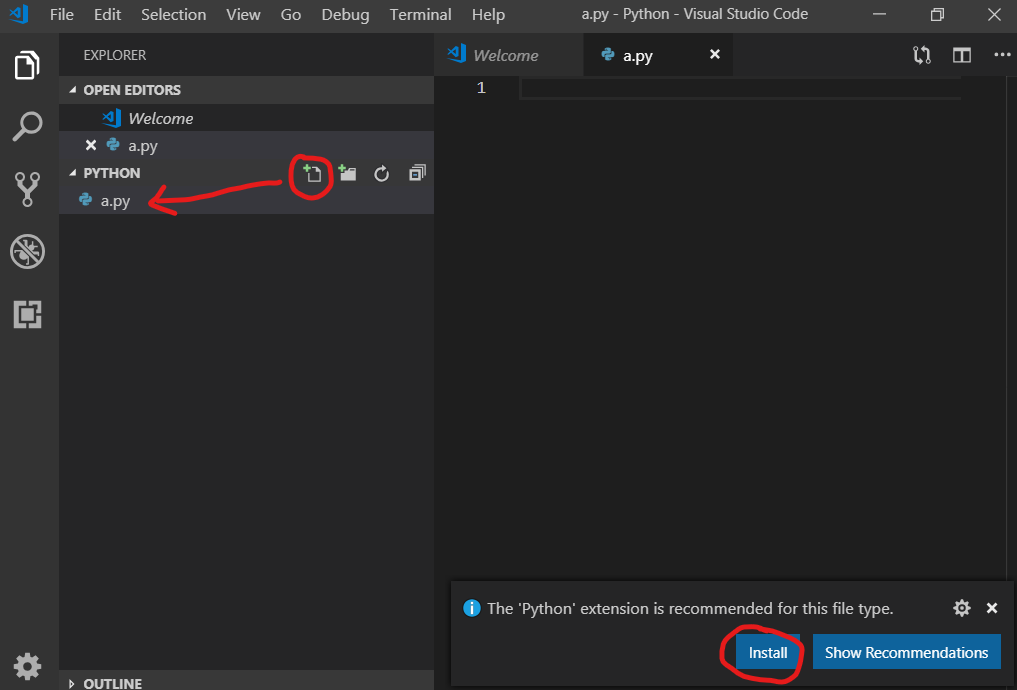 File Edit Selection View Go Debug Terminal Help a.py - Python - Visual Studio Code
EXPLORER
Welcome a.py
OPEN EDITORS
Welcome
a.py
PYTHON
a.py
1
The 'Python' extension is recommended for this file type.
Install Show Recommendations
OUTLINE